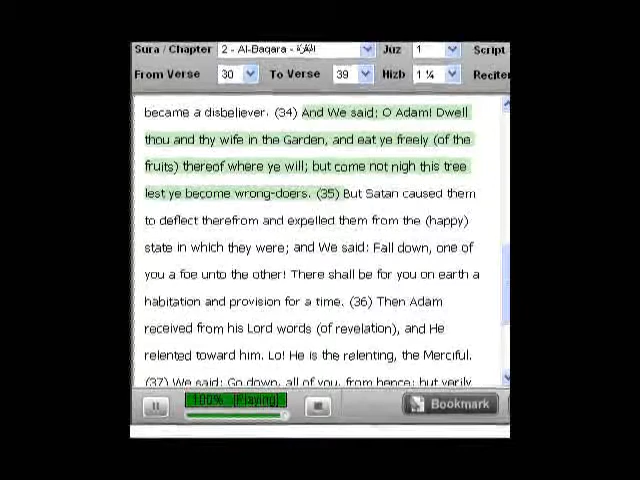 Sura / Chapter 2 - Al-Baqara - البقرة Juz 1 Script
From Verse 30 To Verse 39 Hizb 1 ¼ Reciter
became a disbeliever. (34) And We said: O Adam! Dwell
thou and thy wife in the Garden, and eat ye freely (of the
fruits) thereof where ye will; but come not nigh this tree
lest ye become wrong-doers. (35) But Satan caused them
to deflect therefrom and expelled them from the (happy)
state in which they were; and We said: Fall down, one of
you a foe unto the other! There shall be for you on earth a
habitation and provision for a time. (36) Then Adam
received from his Lord words (of revelation), and He
relented toward him. Lo! He is the relenting, the Merciful.
(37) We said: Go down, all of you, from hence; but verily
100% [Playing] Bookmark